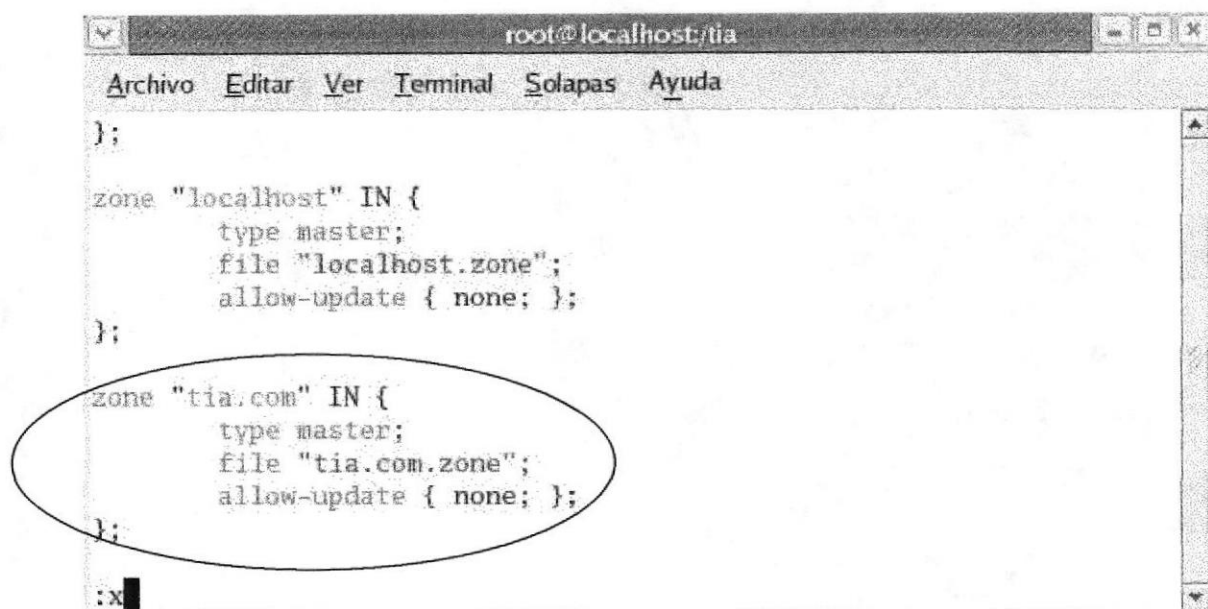 root@localhost:/tia
Archivo Editar Ver Terminal Solapas Ayuda
};
zone "localhost" IN {
type master;
file "localhost.zone";
allow-update { none; };
};
zone "tia.com" IN {
type master;
file "tia.com.zone";
allow-update { none; };
};
:x